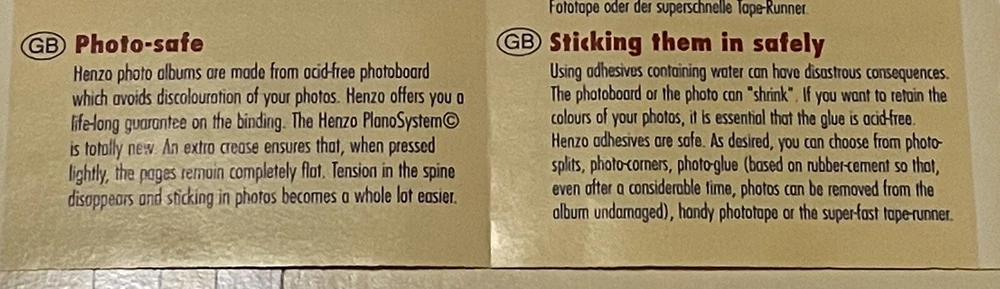 Fototape oder der superschnelle Tape-Runner.
GB Photo-safe
Henzo photo albums are made from acid-free photoboard
which avoids discolouration of your photos. Henzo offers you a
life-long guarantee on the binding. The Henzo PlanoSystem©
is totally new. An extra crease ensures that, when pressed
lightly, the pages remain completely flat. Tension in the spine
disappears and sticking in photos becomes a whole lot easier.
GB Sticking them in safely
Using adhesives containing water can have disastrous consequences.
The photoboard or the photo can "shrink". If you want to retain the
colours of your photos, it is essential that the glue is acid-free.
Henzo adhesives are safe. As desired, you can choose from photo-
splits, photo-corners, photo-glue (based on rubber-cement so that,
even after a considerable time, photos can be removed from the
album undamaged), handy phototape or the super-fast tape-runner.